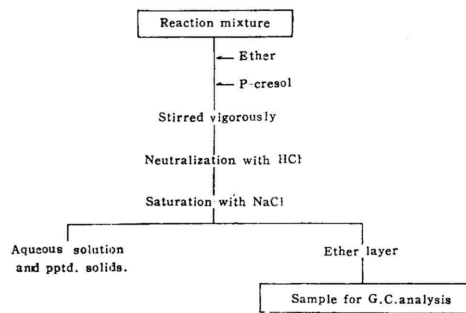 Reaction mixture
Ether
P-cresol
Stirred vigorously
Neutralization with HCl
Saturation with NaCl
Aqueous solution
and pptd. solids.
Ether layer
Sample for G.C.analysis